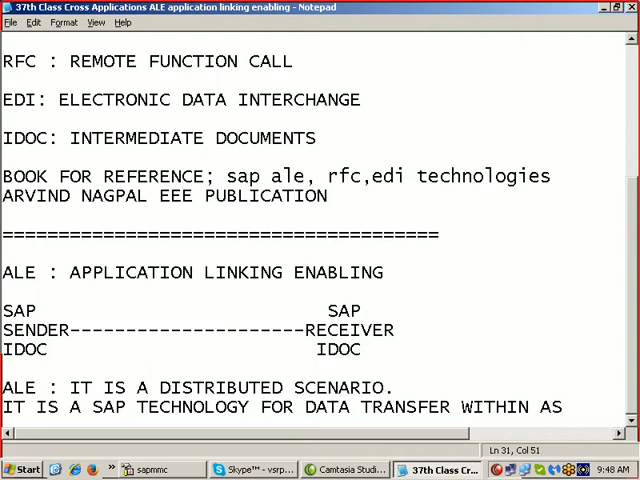 37th Class Cross Applications ALE application linking enabling - Notepad
File Edit Format View Help
RFC : REMOTE FUNCTION CALL
EDI: ELECTRONIC DATA INTERCHANGE
IDOC: INTERMEDIATE DOCUMENTS
BOOK FOR REFERENCE; sap ale, rfc,edi technologies
ARVIND NAGPAL EEE PUBLICATION
=======================================
ALE : APPLICATION LINKING ENABLING
SAP SAP
SENDER---------------------RECEIVER
IDOC IDOC
ALE : IT IS A DISTRIBUTED SCENARIO.
IT IS A SAP TECHNOLOGY FOR DATA TRANSFER WITHIN AS
Ln 31, Col 51
Start sapmmc Skype™ - vsrp... Camtasia Studi... 37th Class Cr... 9:48 AM